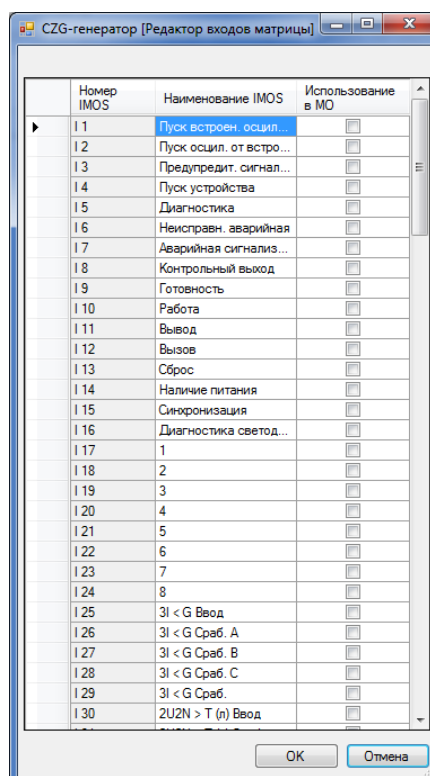 CZG-генератор [Редактор входов матрицы]
Номер IMOS Наименование IMOS Использование в МО
I 1 Пуск встроен. осцил...
I 2 Пуск осцил. от встро...
I 3 Предупредит. сигнал...
I 4 Пуск устройства
I 5 Диагностика
I 6 Неисправн. аварийная
I 7 Аварийная сигнализ...
I 8 Контрольный выход
I 9 Готовность
I 10 Работа
I 11 Вывод
I 12 Вызов
I 13 Сброс
I 14 Наличие питания
I 15 Синхронизация
I 16 Диагностика светод...
I 17 1
I 18 2
I 19 3
I 20 4
I 21 5
I 22 6
I 23 7
I 24 8
I 25 3I < G Ввод
I 26 3I < G Сраб. A
I 27 3I < G Сраб. B
I 28 3I < G Сраб. C
I 29 3I < G Сраб.
I 30 2U2N > T (л) Ввод
OK Отмена